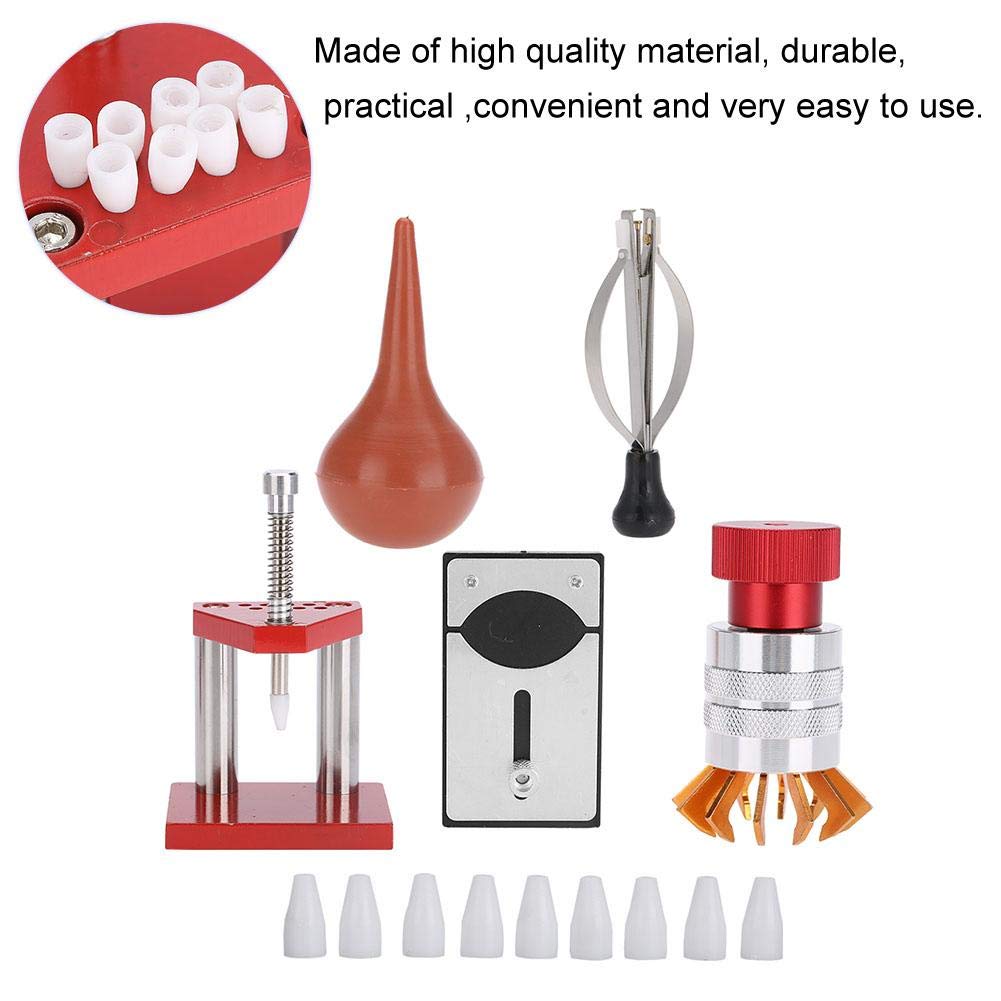 Made of high quality material, durable,
practical ,convenient and very easy to use.